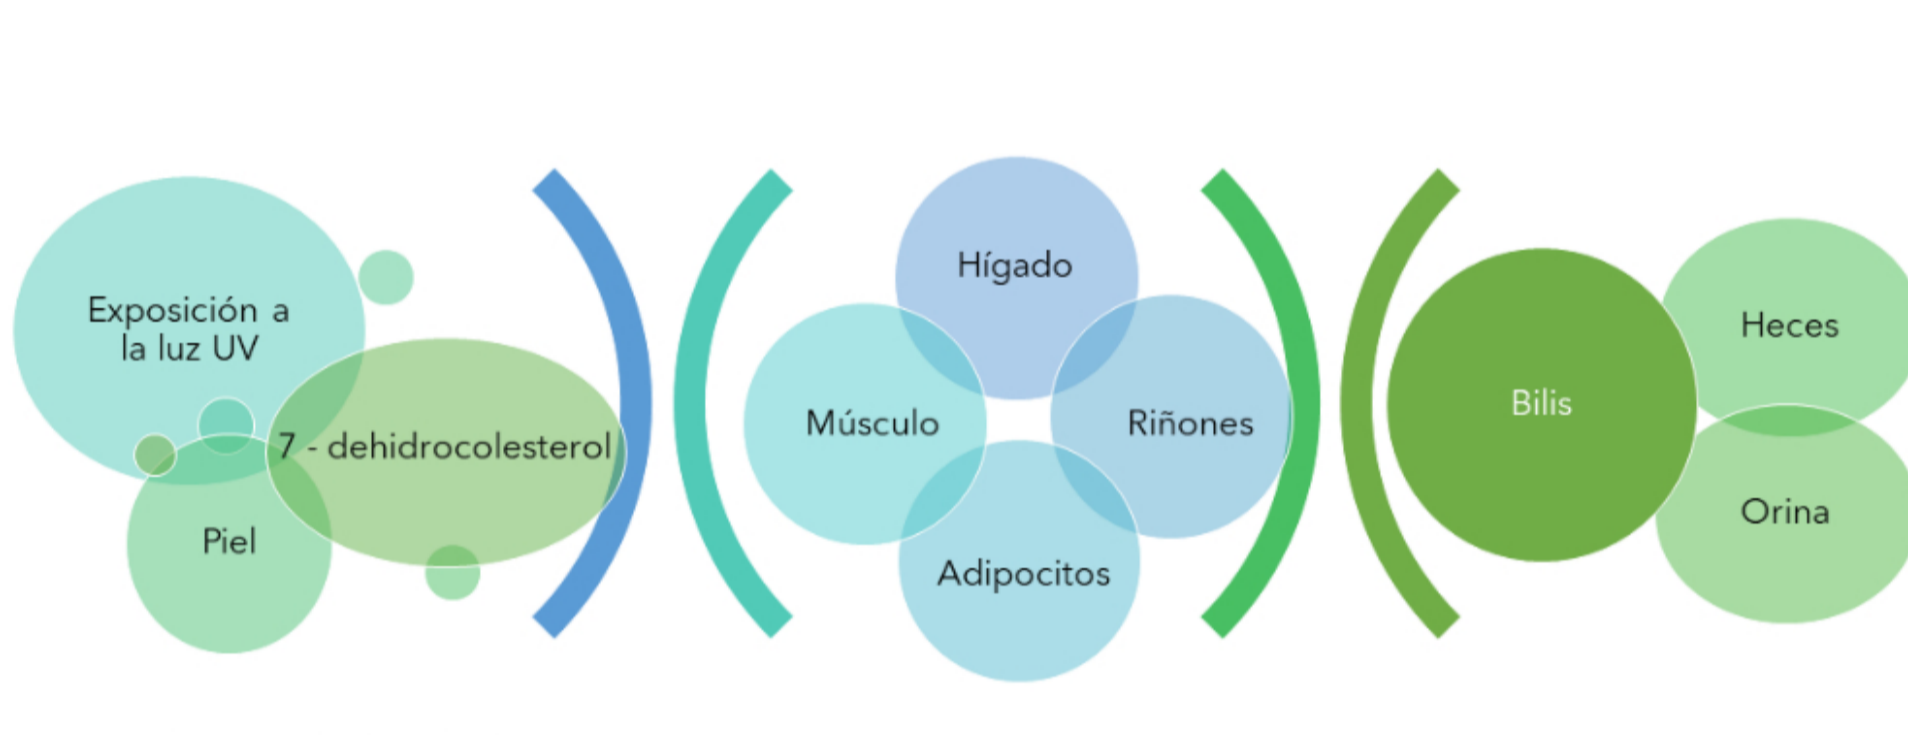 Exposición a
la luz UV
7 - dehidrocolesterol
Piel
Hígado
Músculo
Riñones
Adipocitos
Bilis
Heces
Orina